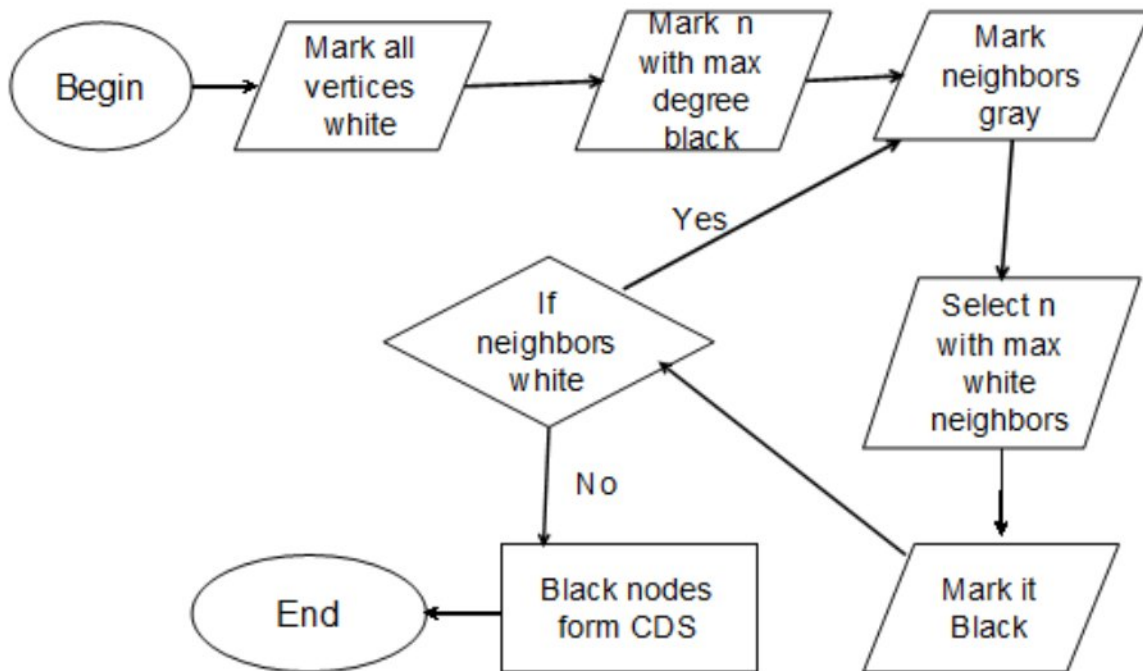 Begin
Mark all
vertices
white
Mark n
with max
degree
black
Mark
neighbors
gray
Yes
If
neighbors
white
Select n
with max
white
neighbors
No
End
Black nodes
form CDS
Mark it
Black